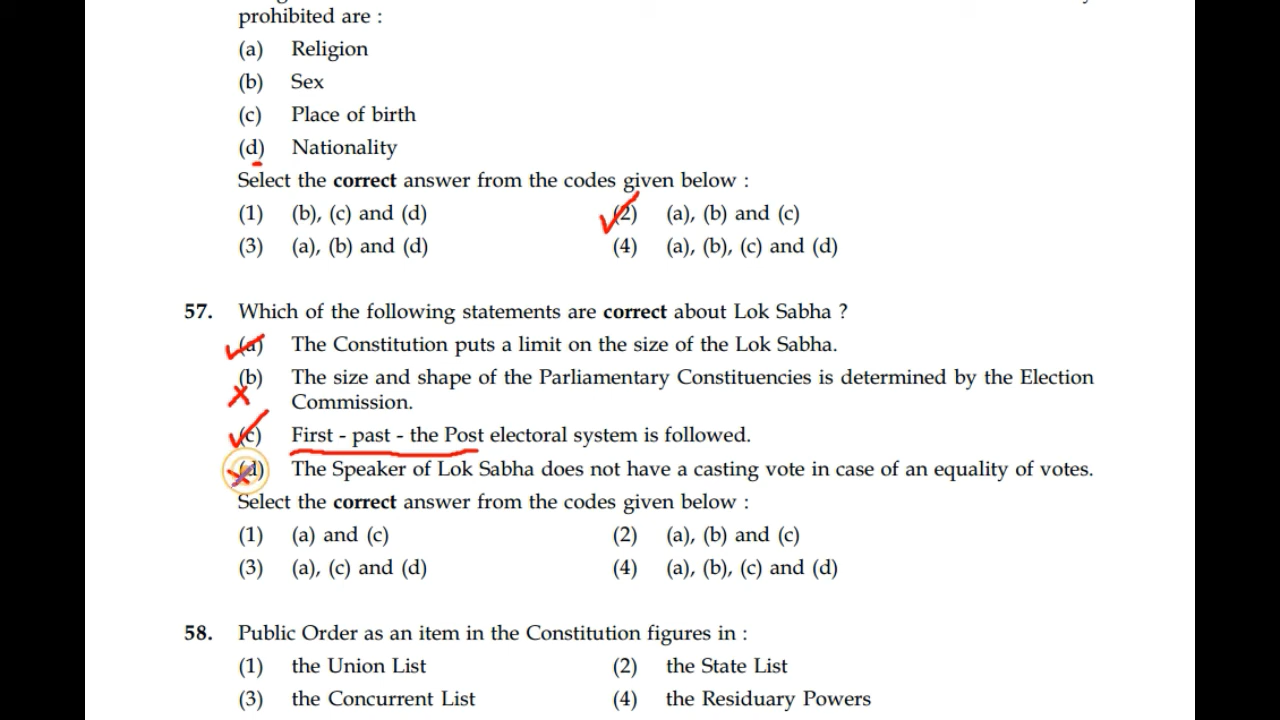 prohibited are :
(a) Religion
(b) Sex
(c) Place of birth
(d) Nationality
Select the correct answer from the codes given below :
(1) (b), (c) and (d) (2) (a), (b) and (c)
(3) (a), (b) and (d) (4) (a), (b), (c) and (d)
57. Which of the following statements are correct about Lok Sabha ?
(a) The Constitution puts a limit on the size of the Lok Sabha.
(b) The size and shape of the Parliamentary Constituencies is determined by the Election
Commission.
(c) First - past - the Post electoral system is followed.
(d) The Speaker of Lok Sabha does not have a casting vote in case of an equality of votes.
Select the correct answer from the codes given below :
(1) (a) and (c) (2) (a), (b) and (c)
(3) (a), (c) and (d) (4) (a), (b), (c) and (d)
58. Public Order as an item in the Constitution figures in :
(1) the Union List (2) the State List
(3) the Concurrent List (4) the Residuary Powers